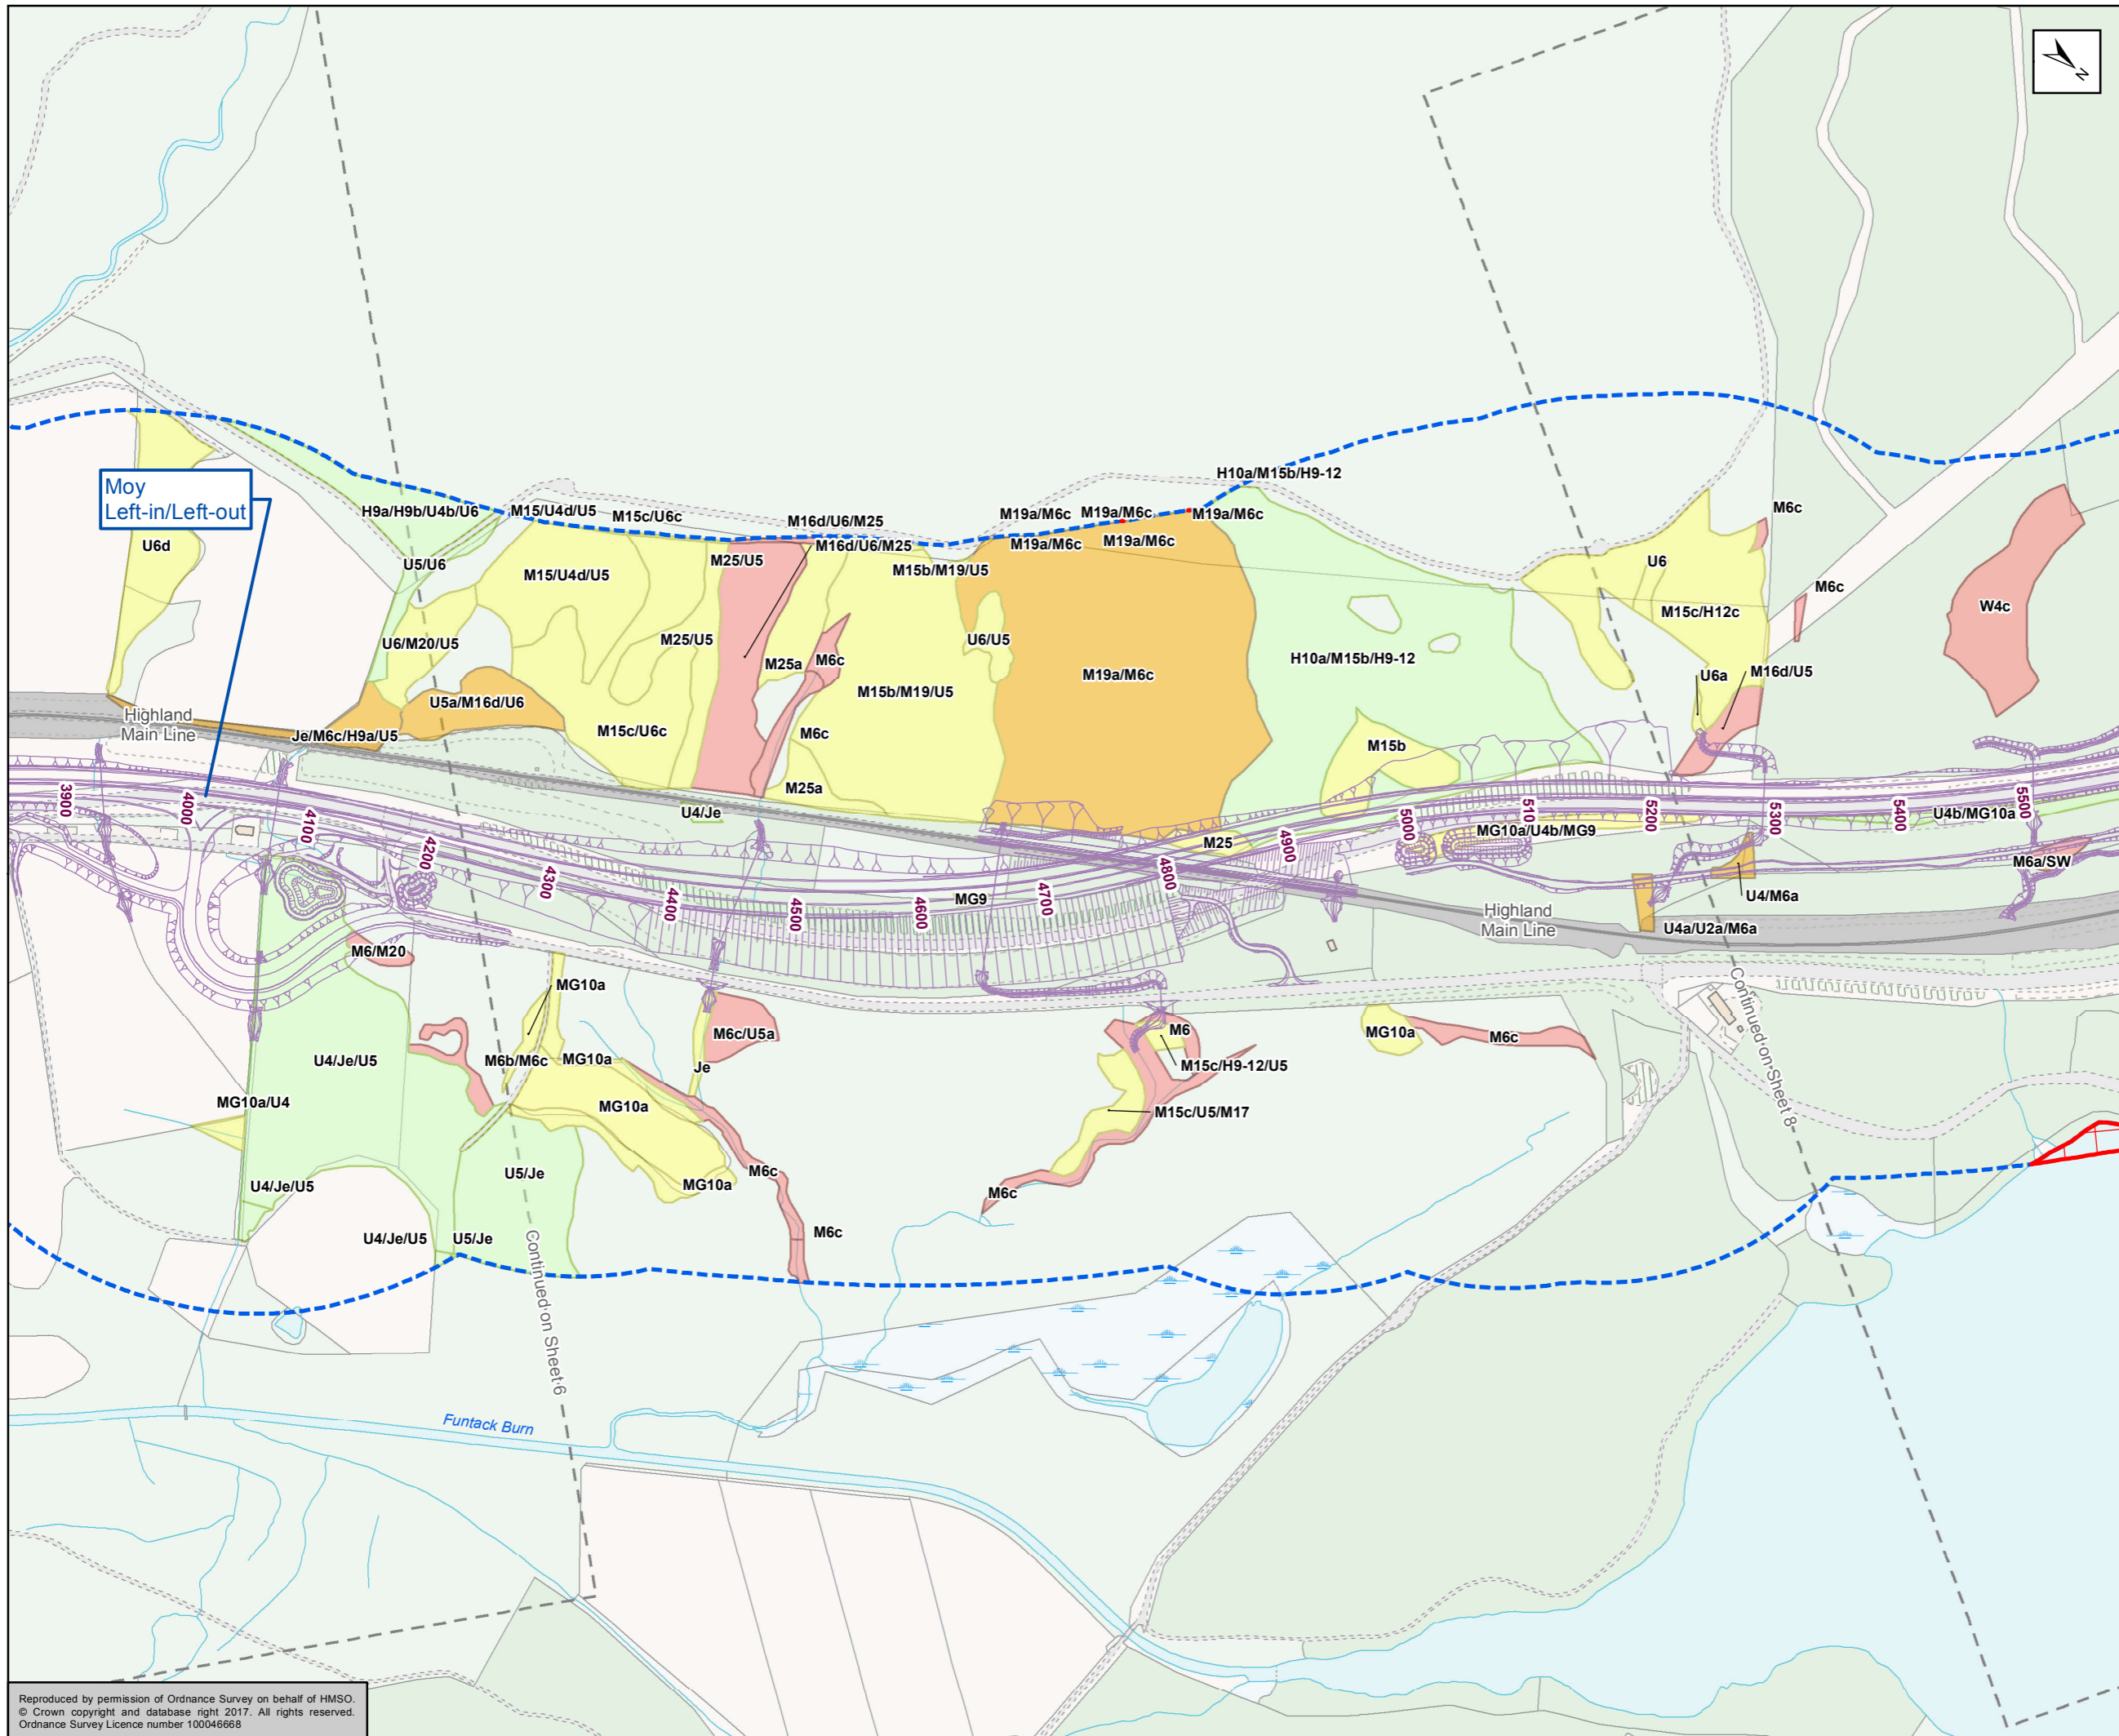 N
H10a/M15b/H9-12
Moy
Left-in/Left-out
H9a/H9b/U4b/U6
M15/U4d/U5
M15c/U6c
M16d/U6/M25
M19a/M6c
M19a/M6c
M19a/M6c
M6c
U6d
U5/U6
M15/U4d/U5
M25/U5
M16d/U6/M25
M15b/M19/U5
M19a/M6c
M19a/M6c
U6
M6c
M15c/H12c
W4c
U6/M20/U5
M25/U5
M25a
M6c
U6/U5
H10a/M15b/H9-12
M15b/M19/U5
M19a/M6c
U6a
M16d/U5
U5a/M16d/U6
Highland
Main Line
Je/M6c/H9a/U5
M15c/U6c
M6c
M15b
M25a
U4/Je
3900
4000
4100
4200
4300
4400
4500
4600
4700
4800
4900
5000
510
5200
5300
5400
5500
M25
MG10a/U4b/MG9
U4b/MG10a
M6a/SW
MG9
U4/M6a
Highland
Main Line
U4a/U2a/M6a
M6/M20
MG10a
M6c/U5a
M6
MG10a
M6c
Continued on Sheet 8
U4/Je/U5
M6b/M6c
MG10a
Je
M15c/H9-12/U5
MG10a/U4
MG10a
M15c/U5/M17
U5/Je
M6c
U4/Je/U5
MG10a
M6c
U4/Je/U5
U5/Je
M6c
Continued on Sheet 6
Funtack Burn
Reproduced by permission of Ordnance Survey on behalf of HMSO.
© Crown copyright and database right 2017. All rights reserved.
Ordnance Survey Licence number 100046668